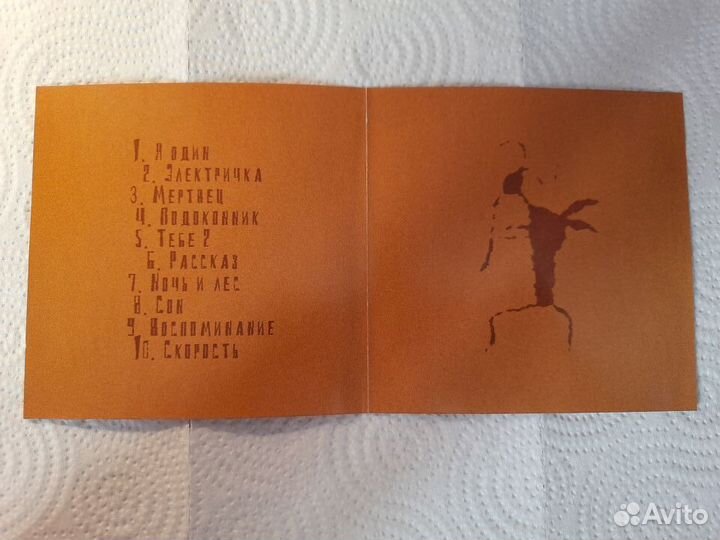 1. Я один
2. Электричка
3. Мертвец
4. Подоконник
5. Тебе 2
6. Рассказ
7. Ночь и лес
8. Сон
9. Воспоминание
10. Скорость
Avito